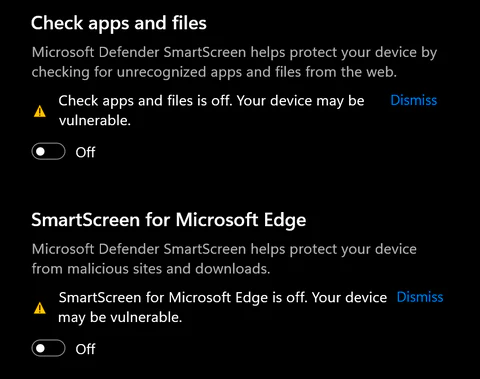 Check apps and files
Microsoft Defender SmartScreen helps protect your device by
checking for unrecognized apps and files from the web.
Check apps and files is off. Your device may be Dismiss
vulnerable.
Off
SmartScreen for Microsoft Edge
Microsoft Defender SmartScreen helps protect your device
from malicious sites and downloads.
SmartScreen for Microsoft Edge is off. Your device Dismiss
may be vulnerable.
Off